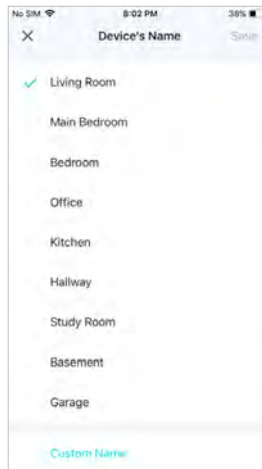 No SIM 8:02 PM 38%
Device's Name Save
Living Room
Main Bedroom
Bedroom
Office
Kitchen
Hallway
Study Room
Basement
Garage
Custom Name